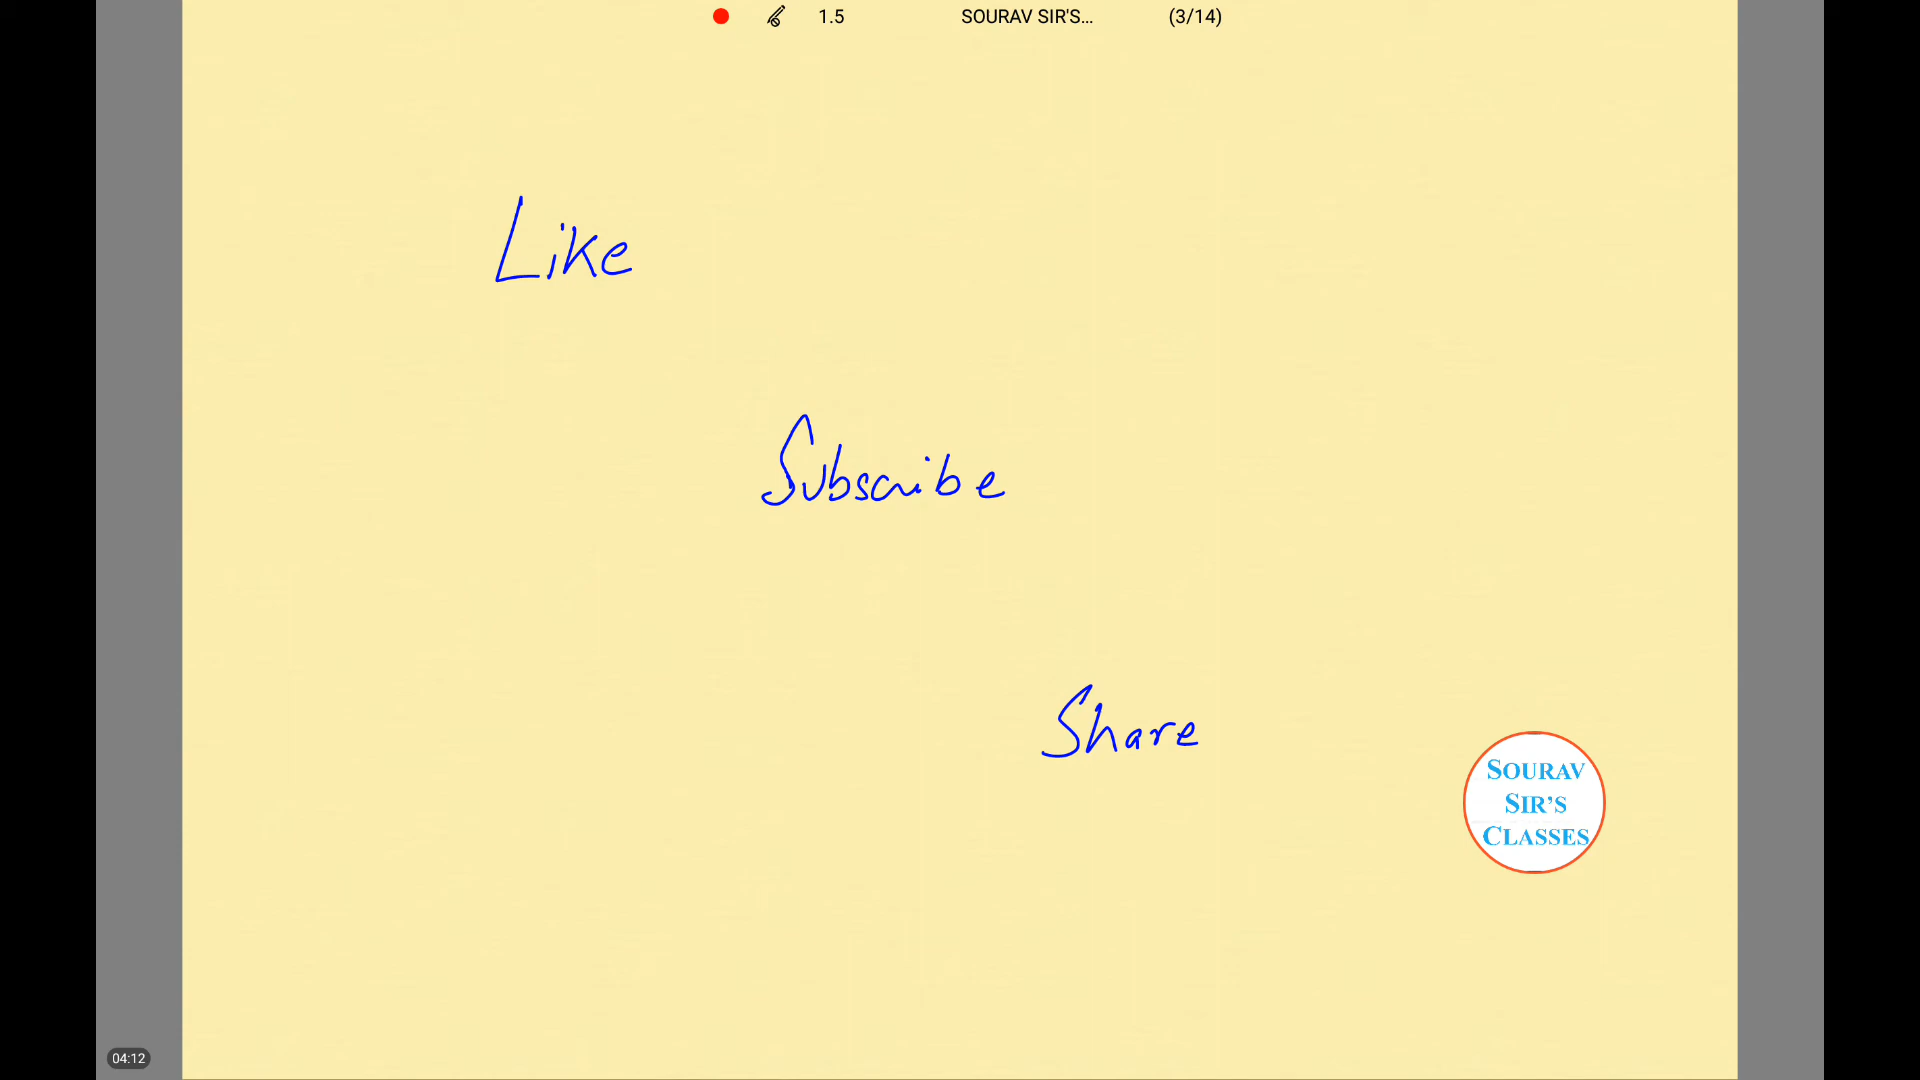 1.5 SOURAV SIR'S... (3/14)
Like
Subscribe
Share
SOURAV
SIR'S
CLASSES
04:12